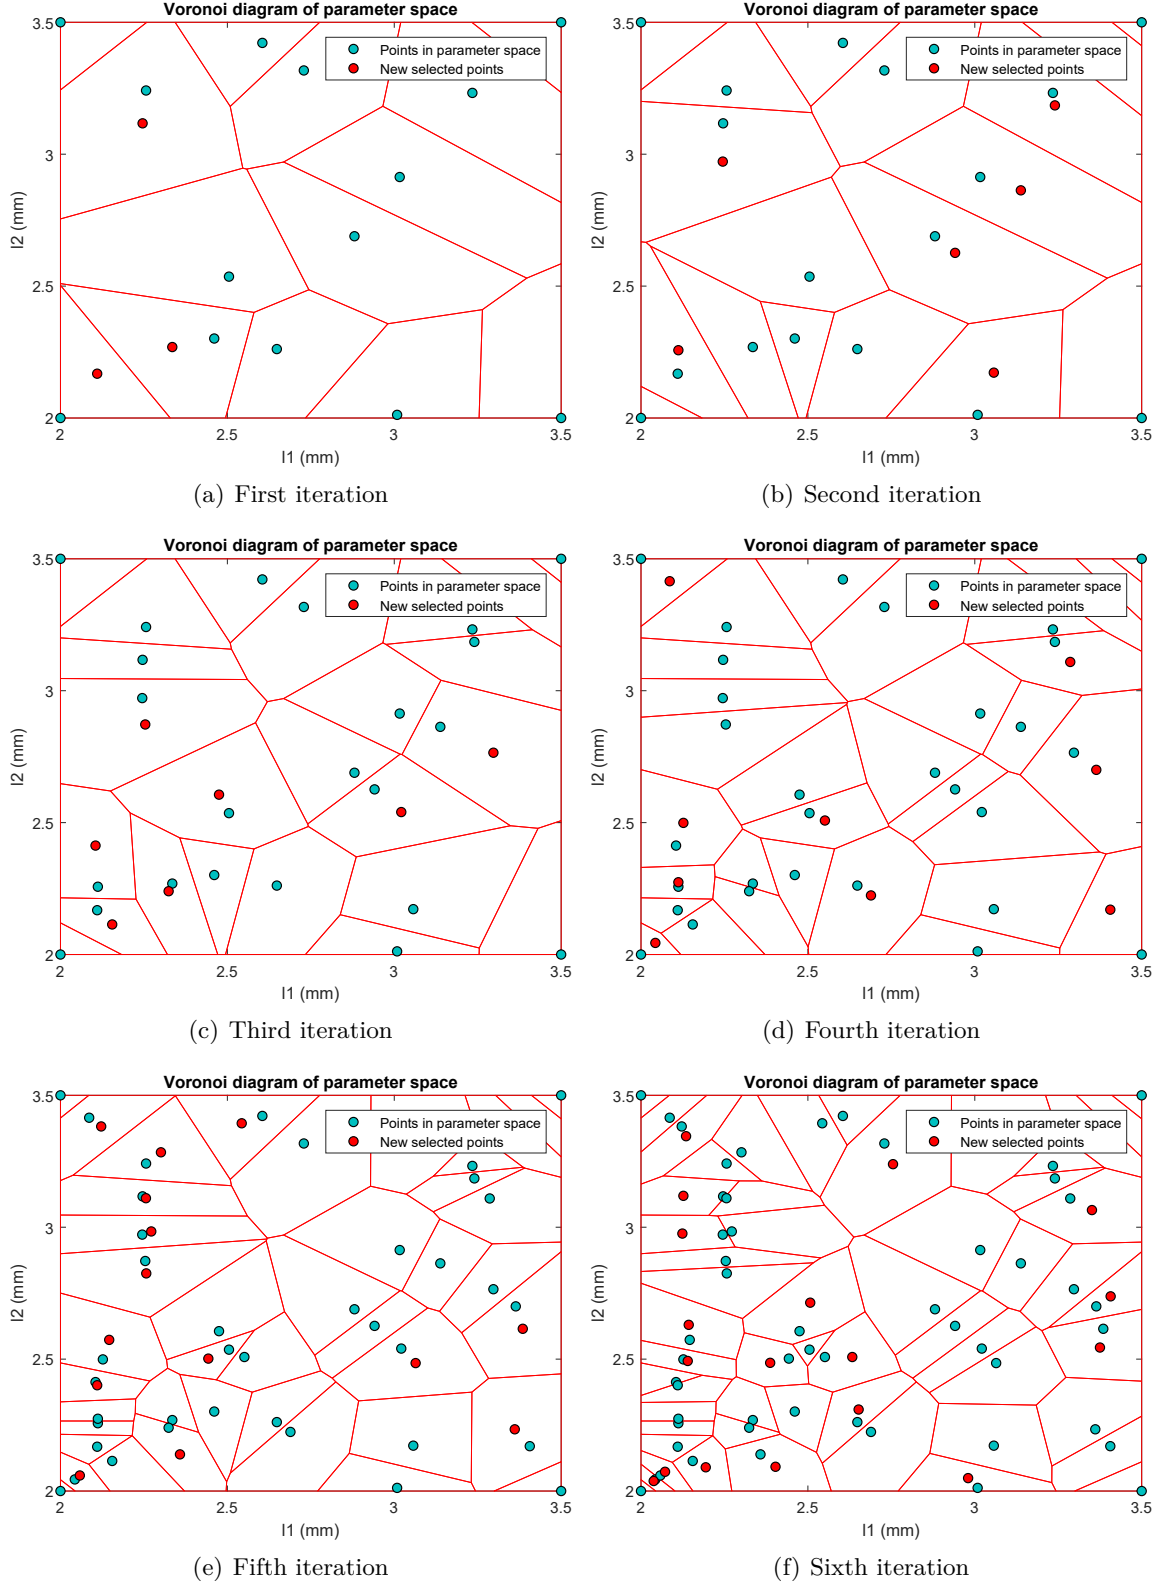 Voronoi diagram of parameter space
Points in parameter space
New selected points
3.5
3
2.5
2
2
2.5
3
3.5
l2 (mm)
l1 (mm)
(a) First iteration
Voronoi diagram of parameter space
Points in parameter space
New selected points
3.5
3
2.5
2
2
2.5
3
3.5
l2 (mm)
l1 (mm)
(b) Second iteration
Voronoi diagram of parameter space
Points in parameter space
New selected points
3.5
3
2.5
2
2
2.5
3
3.5
l2 (mm)
l1 (mm)
(c) Third iteration
Voronoi diagram of parameter space
Points in parameter space
New selected points
3.5
3
2.5
2
2
2.5
3
3.5
l2 (mm)
l1 (mm)
(d) Fourth iteration
Voronoi diagram of parameter space
Points in parameter space
New selected points
3.5
3
2.5
2
2
2.5
3
3.5
l2 (mm)
l1 (mm)
(e) Fifth iteration
Voronoi diagram of parameter space
Points in parameter space
New selected points
3.5
3
2.5
2
2
2.5
3
3.5
l2 (mm)
l1 (mm)
(f) Sixth iteration